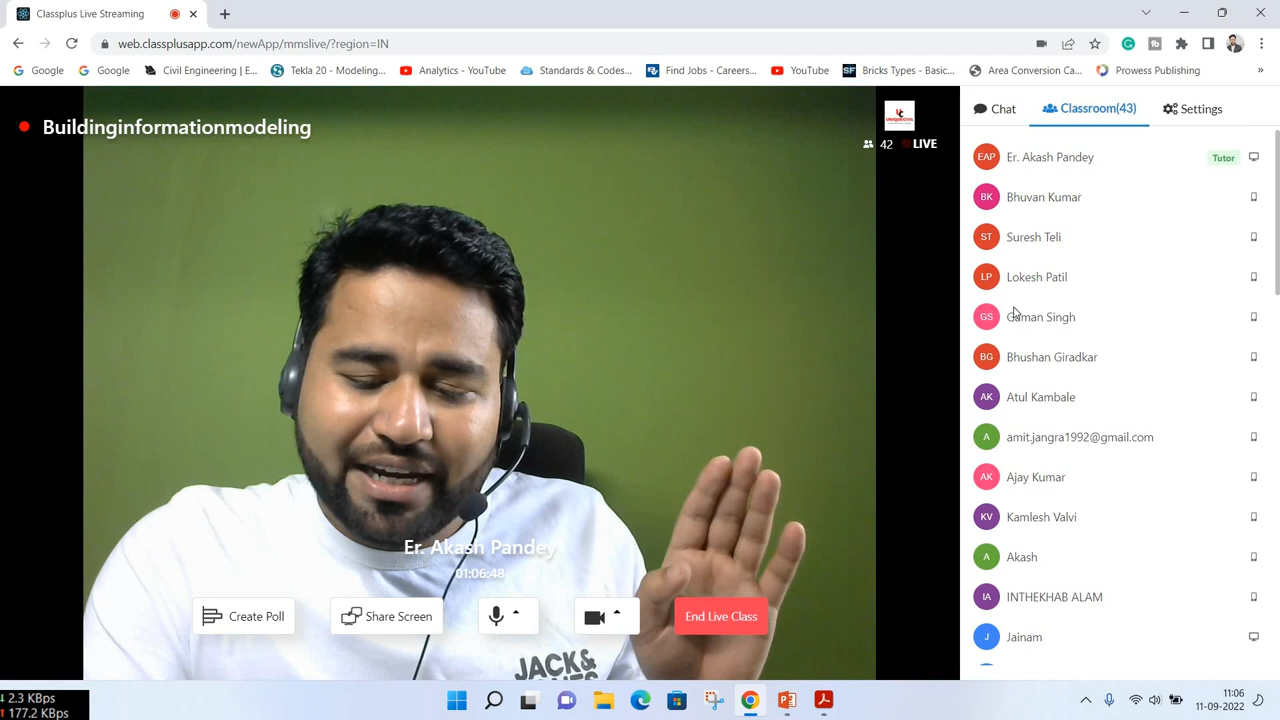 Classplus Live Streaming
web.classplusapp.com/newApp/mmslive/?region=IN
Google
Google
Civil Engineering | E...
Tekla 20 - Modeling...
Analytics - YouTube
Standards & Codes...
Find Jobs - Careers...
YouTube
SF
Bricks Types - Basic...
Area Conversion Ca...
Prowess Publishing
»
Buildinginformationmodeling
UNIQUE CIVIL
42
LIVE
Chat
Classroom(43)
Settings
EAP Er. Akash Pandey Tutor
BK Bhuvan Kumar
ST Suresh Teli
LP Lokesh Patil
GS Guman Singh
BG Bhushan Giradkar
AK Atul Kambale
A amit.jangra1992@gmail.com
AK Ajay Kumar
KV Kamlesh Valvi
A Akash
IA INTHEKHAB ALAM
J Jainam
Er. Akash Pandey
01:06:48
Create Poll
Share Screen
End Live Class
JACK&
2.3 KBps
177.2 KBps
11:06
11-09-2022